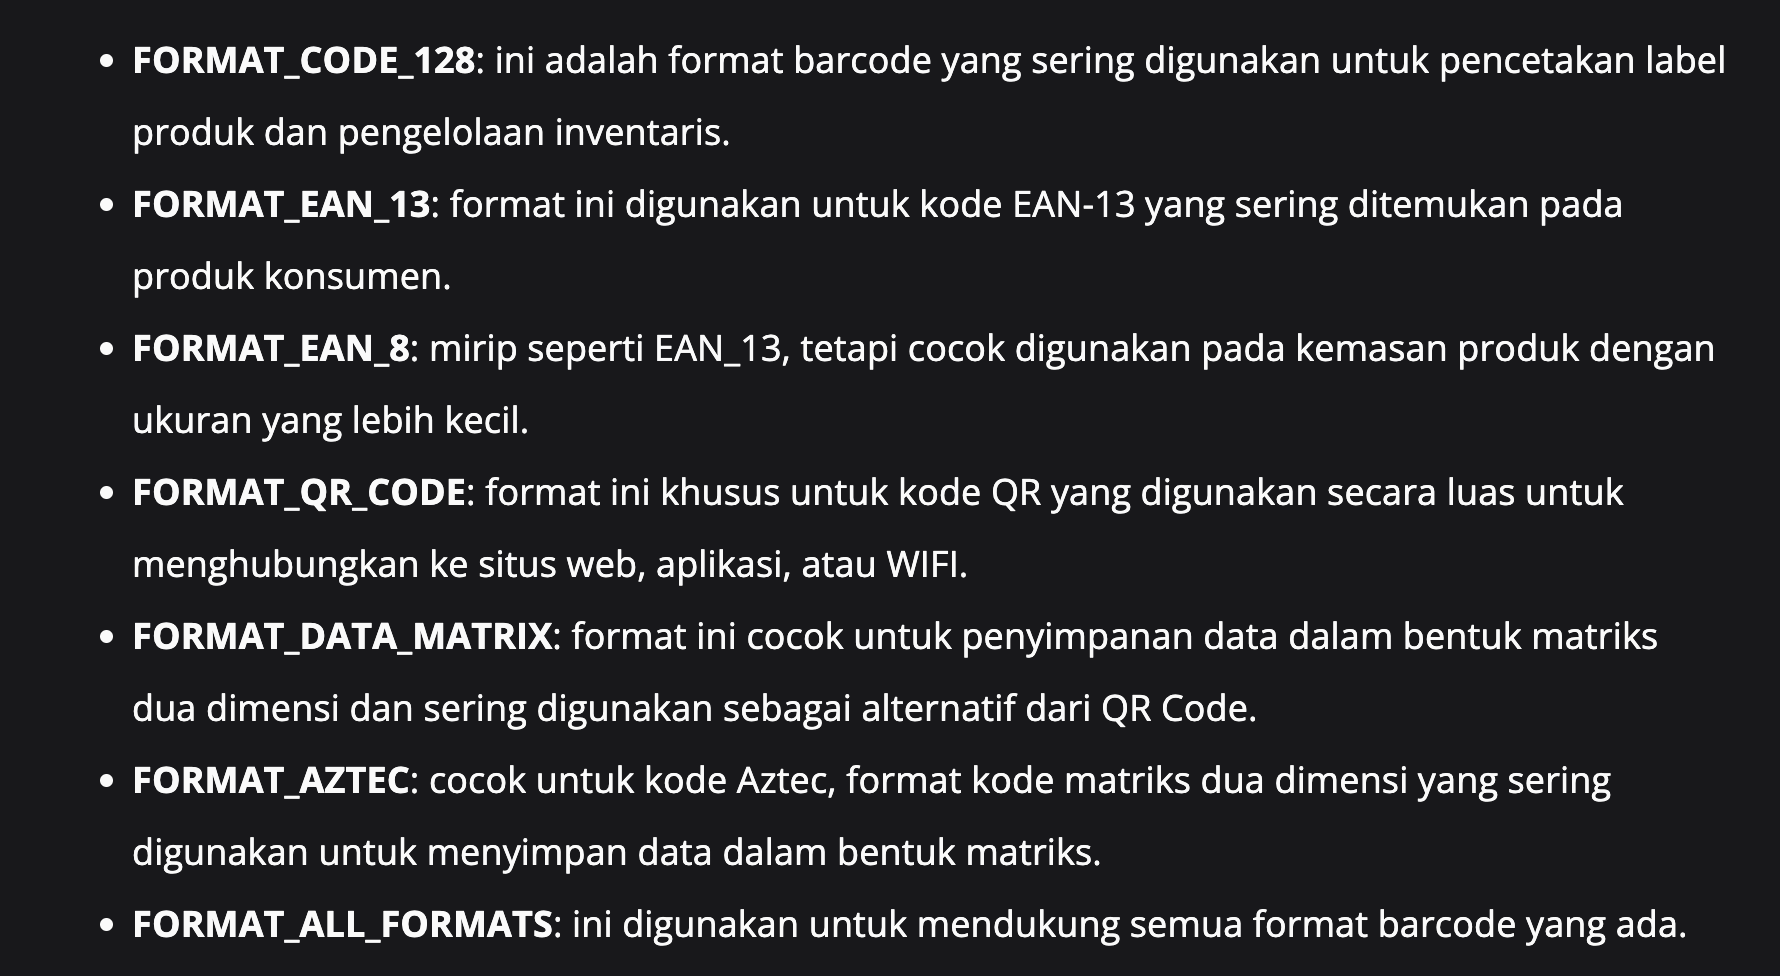 • FORMAT_CODE_128: ini adalah format barcode yang sering digunakan untuk pencetakan label
produk dan pengelolaan inventaris.
• FORMAT_EAN_13: format ini digunakan untuk kode EAN-13 yang sering ditemukan pada
produk konsumen.
• FORMAT_EAN_8: mirip seperti EAN_13, tetapi cocok digunakan pada kemasan produk dengan
ukuran yang lebih kecil.
• FORMAT_QR_CODE: format ini khusus untuk kode QR yang digunakan secara luas untuk
menghubungkan ke situs web, aplikasi, atau WIFI.
• FORMAT_DATA_MATRIX: format ini cocok untuk penyimpanan data dalam bentuk matriks
dua dimensi dan sering digunakan sebagai alternatif dari QR Code.
• FORMAT_AZTEC: cocok untuk kode Aztec, format kode matriks dua dimensi yang sering
digunakan untuk menyimpan data dalam bentuk matriks.
• FORMAT_ALL_FORMATS: ini digunakan untuk mendukung semua format barcode yang ada.